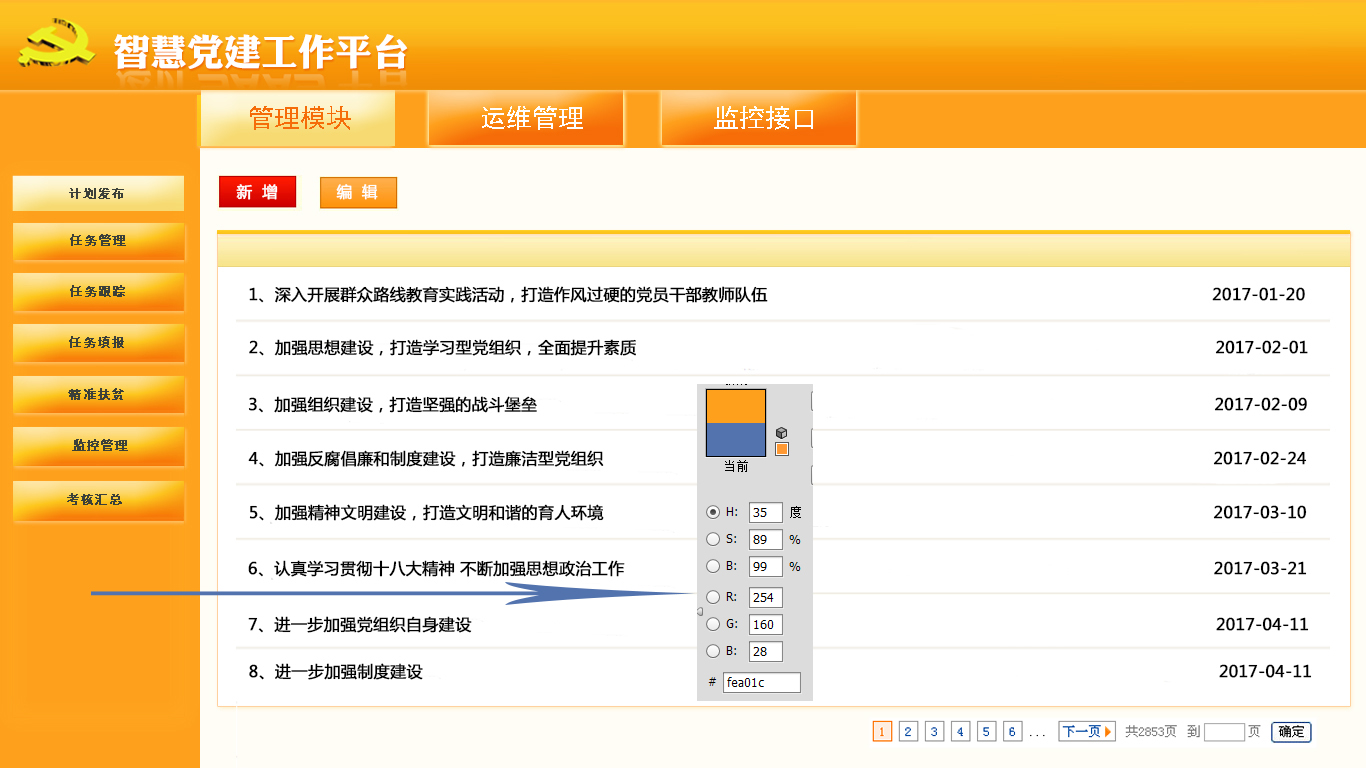 智慧党建工作平台
管理模块 运维管理 监控接口
计划发布
任务管理
任务跟踪
任务填报
精准扶贫
监控管理
考核汇总
新 增 编 辑
1、深入开展群众路线教育实践活动，打造作风过硬的党员干部教师队伍 2017-01-20
2、加强思想建设，打造学习型党组织，全面提升素质 2017-02-01
3、加强组织建设，打造坚强的战斗堡垒 2017-02-09
4、加强反腐倡廉和制度建设，打造廉洁型党组织 2017-02-24
5、加强精神文明建设，打造文明和谐的育人环境 2017-03-10
6、认真学习贯彻十八大精神 不断加强思想政治工作 2017-03-21
7、进一步加强党组织自身建设 2017-04-11
8、进一步加强制度建设 2017-04-11
当前
H: 35 度
S: 89 %
B: 99 %
R: 254
G: 160
B: 28
# fea01c
1 2 3 4 5 6 ... 下一页 共2853页 到 页 确定